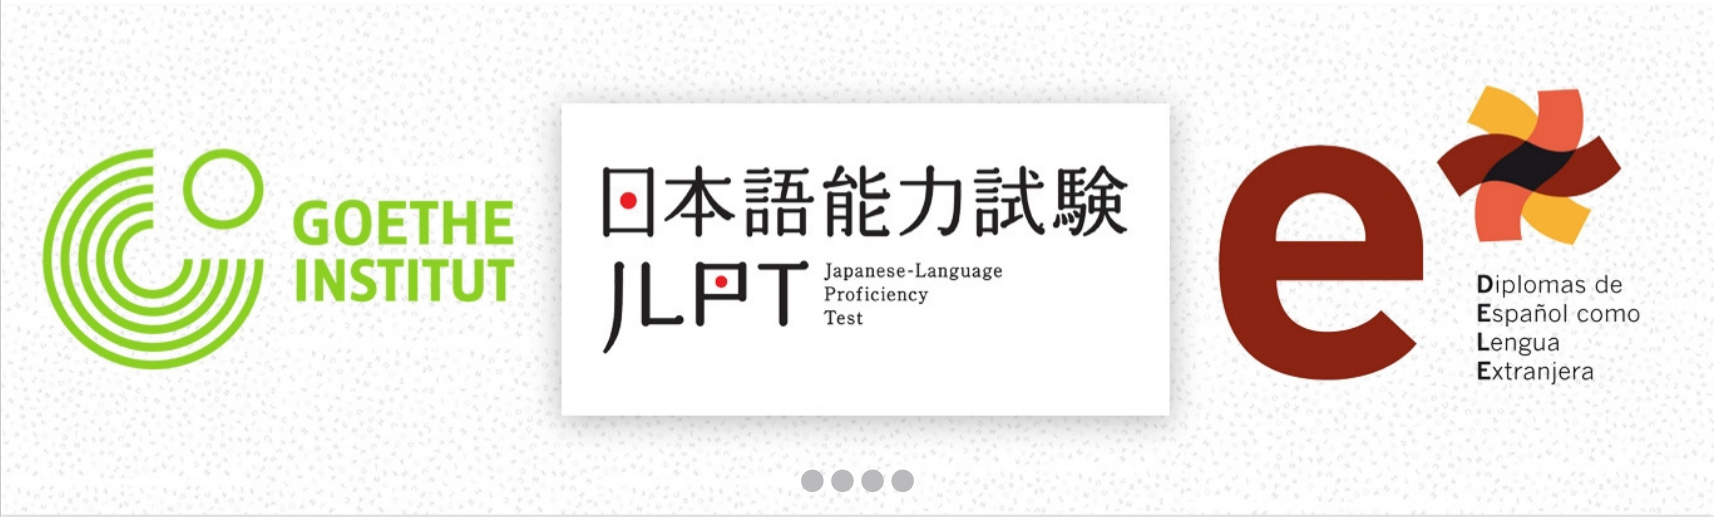 GOETHE
INSTITUT
日本語能力試験
JLPT
Japanese-Language
Proficiency
Test
e
Diplomas de
Español como
Lengua
Extranjera